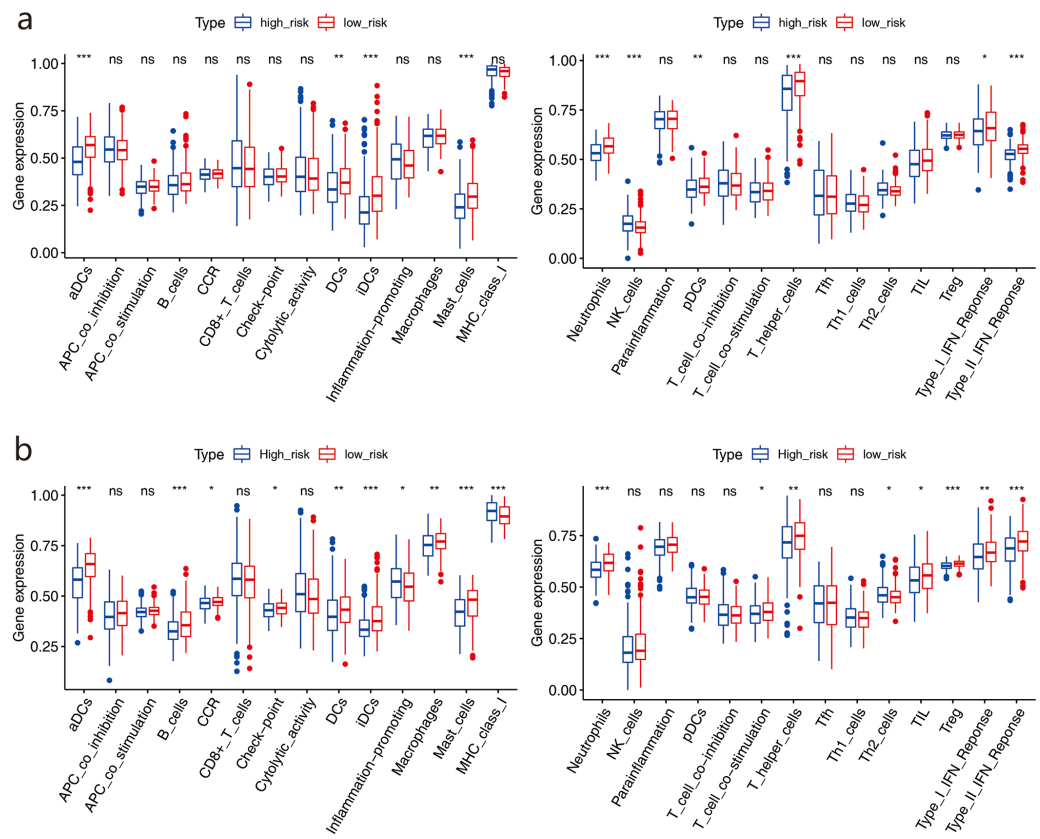 a
Type high_risk low_risk
Type high_risk low_risk
Gene expression
1.00
0.75
0.50
0.25
0.00
*** ns ns ns ns ns ns ns ** *** ns ns *** ns
aDCs
APC_co_inhibition
APC_co_stimulation
B_cells
CCR
CD8+_T_cells
Check-point
Cytolytic_activity
DCs
iDCs
Inflammation-promoting
Macrophages
Mast_cells
MHC_class_I
Gene expression
1.00
0.75
0.50
0.25
0.00
*** *** ns ** ns ns *** ns ns ns ns ns * ***
Neutrophils
NK_cells
Parainflammation
pDCs
T_cell_co-inhibition
T_cell_co-stimulation
T_helper_cells
Tfh
Th1_cells
Th2_cells
TIL
Treg
Type_I_IFN_Reponse
Type_II_IFN_Reponse
b
Type High_risk low_risk
Type High_risk low_risk
Gene expression
1.00
0.75
0.50
0.25
*** ns ns *** * ns * ns ** *** * ** *** ***
aDCs
APC_co_inhibition
APC_co_stimulation
B_cells
CCR
CD8+_T_cells
Check-point
Cytolytic_activity
DCs
iDCs
Inflammation-promoting
Macrophages
Mast_cells
MHC_class_I
Gene expression
0.75
0.50
0.25
0.00
*** ns ns ns ns * ** ns ns * * *** ** ***
Neutrophils
NK_cells
Parainflammation
pDCs
T_cell_co-inhibition
T_cell_co-stimulation
T_helper_cells
Tfh
Th1_cells
Th2_cells
TIL
Treg
Type_I_IFN_Reponse
Type_II_IFN_Reponse